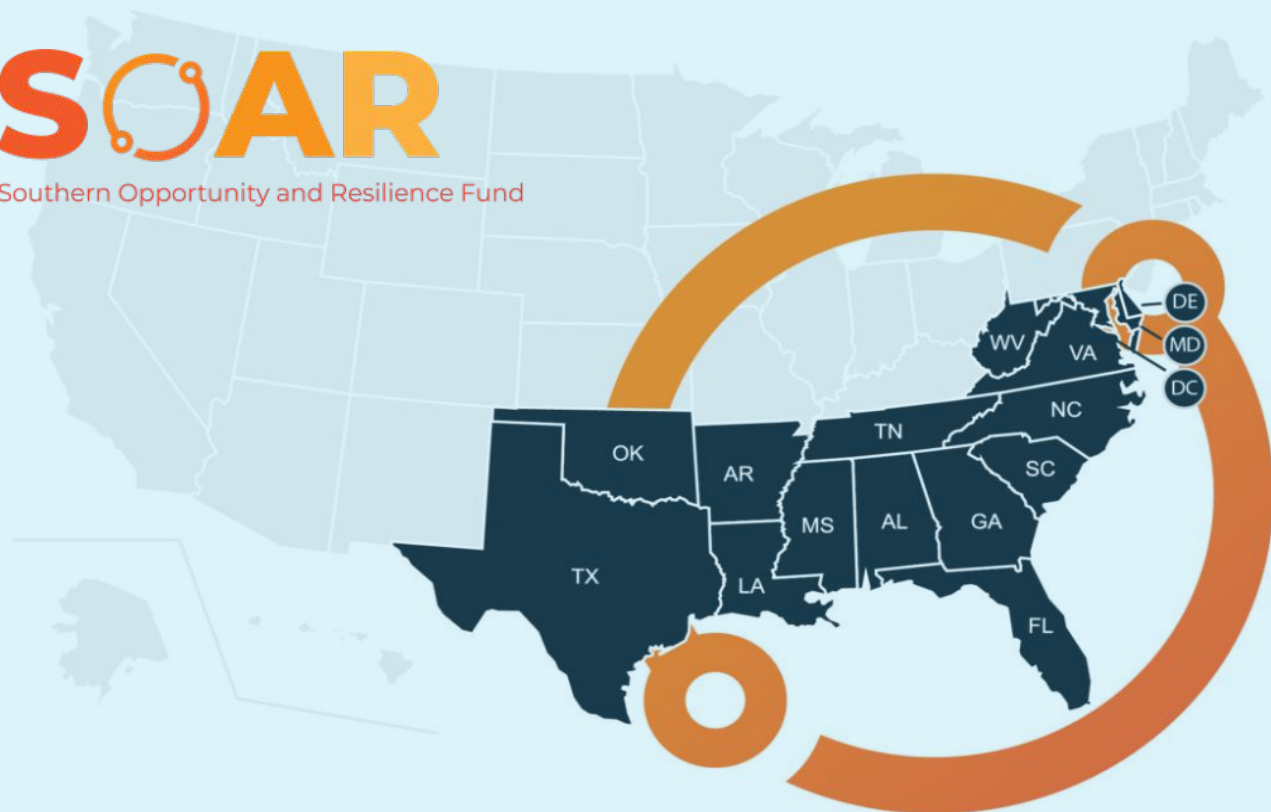 SOAR
Southern Opportunity and Resilience Fund
DE
WV
VA
MD
DC
NC
TN
OK
AR
SC
MS
AL
GA
TX
LA
FL